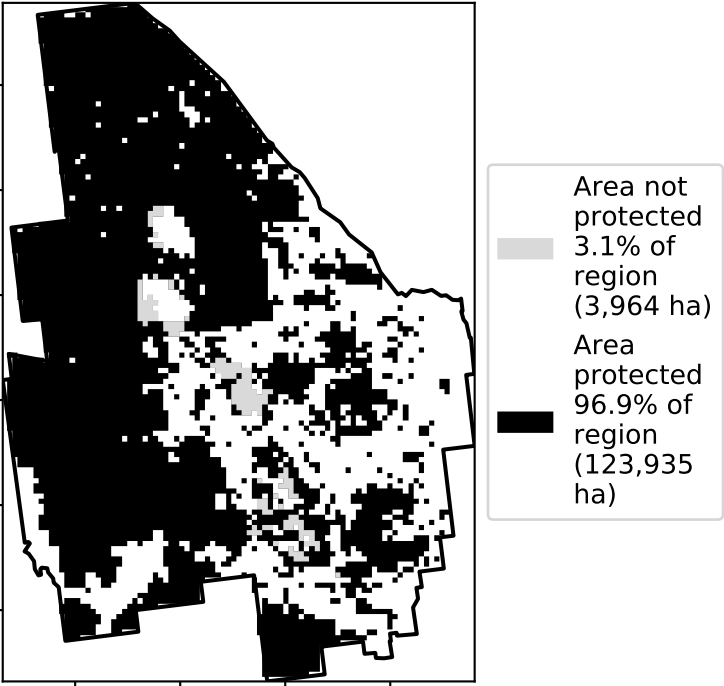 Area not
protected
3.1% of
region
(3,964 ha)
Area
protected
96.9% of
region
(123,935
ha)